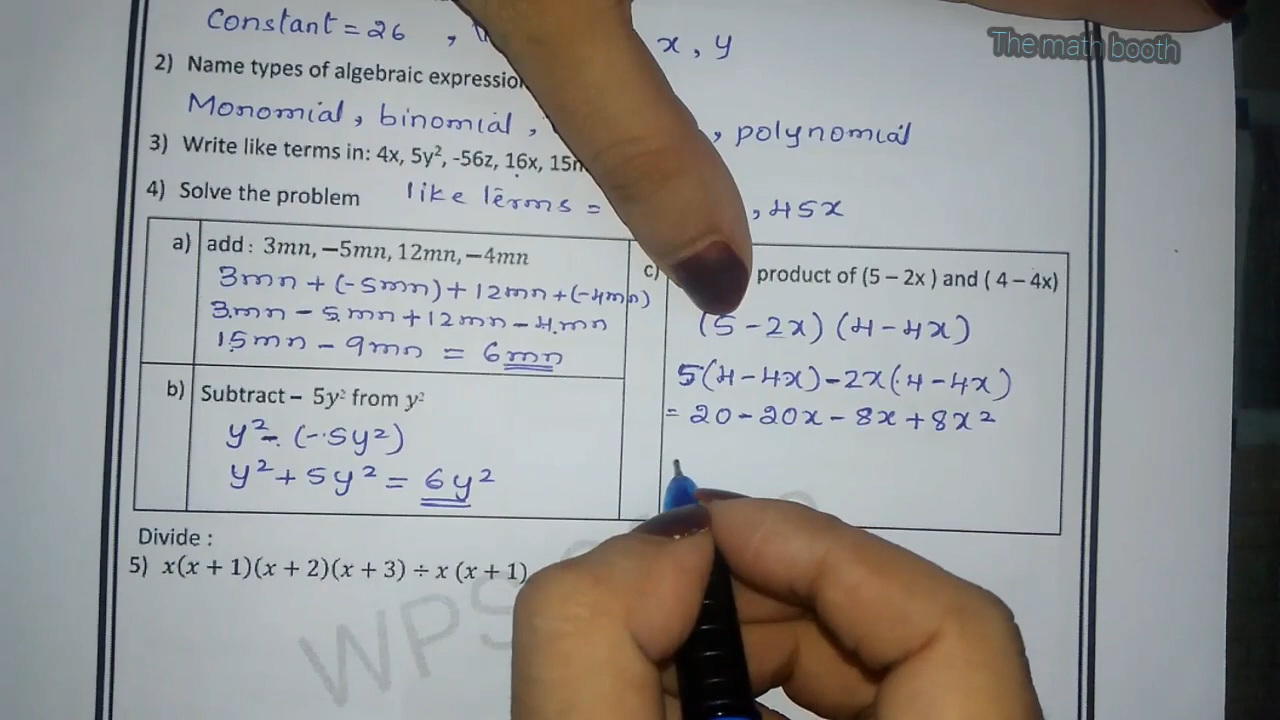 Constant = 26 , x , y
The math booth
2) Name types of algebraic expression
Monomial, binomial, , polynomial
3) Write like terms in: 4x, 5y², -56z, 16x, 15
4) Solve the problem like terms = , 45x
a) add : 3mn, −5mn, 12mn, −4mn
3mn + (-5mn) + 12mn + (-4mn)
3mn - 5mn + 12mn - 4mn
15mn - 9mn = 6mn
b) Subtract – 5y² from y²
y² - (-5y²)
y² + 5y² = 6y²
c) product of (5 – 2x ) and ( 4 – 4x)
(5 - 2x) (4 - 4x)
5(4 - 4x) - 2x(4 - 4x)
= 20 - 20x - 8x + 8x²
Divide :
5) x(x + 1)(x + 2)(x + 3) ÷ x (x + 1)
WPS